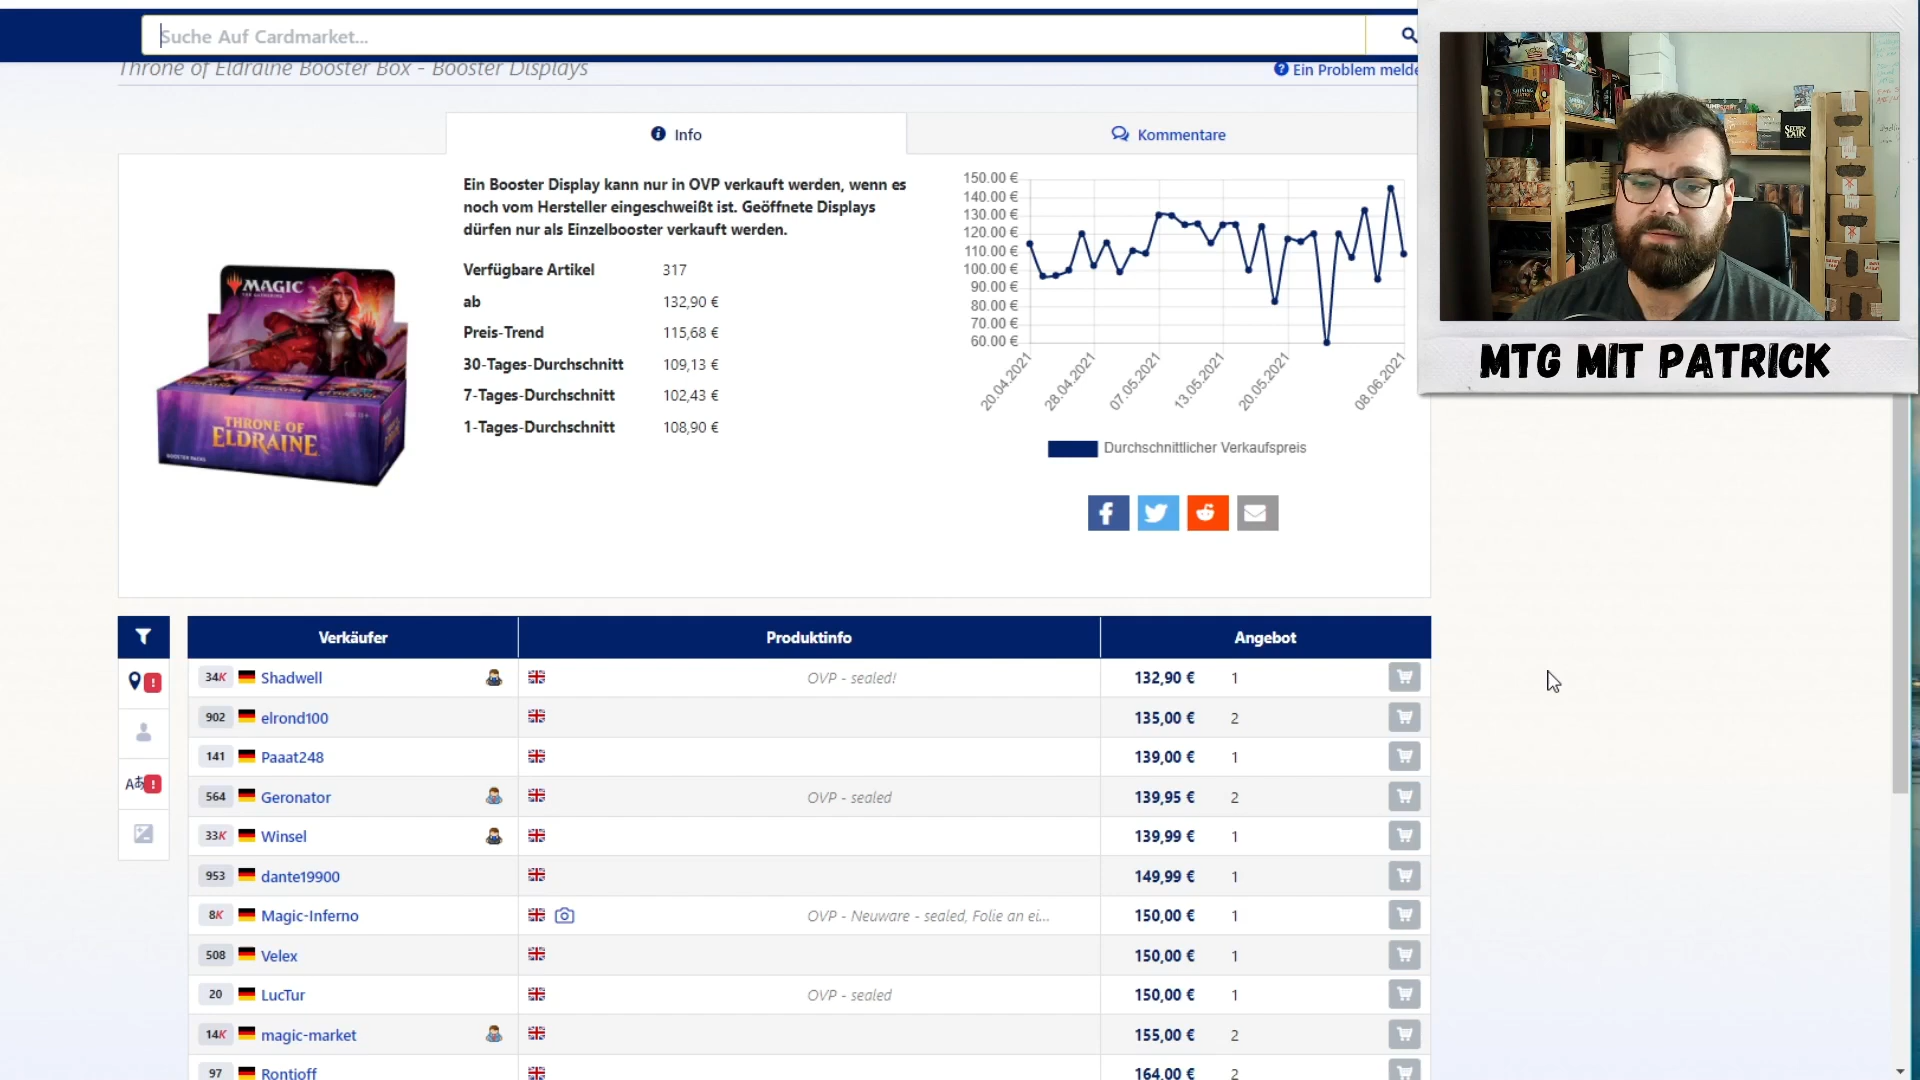 Suche Auf Cardmarket...
Throne of Eldraine Booster Box - Booster Displays
Ein Problem melde
Info
Kommentare
Ein Booster Display kann nur in OVP verkauft werden, wenn es
noch vom Hersteller eingeschweißt ist. Geöffnete Displays
dürfen nur als Einzelbooster verkauft werden.
Verfügbare Artikel 317
ab 132,90 €
Preis-Trend 115,68 €
30-Tages-Durchschnitt 109,13 €
7-Tages-Durchschnitt 102,43 €
1-Tages-Durchschnitt 108,90 €
MAGIC
THRONE OF
ELDRAINE
BOOSTER PACKS
150.00 €
140.00 €
130.00 €
120.00 €
110.00 €
100.00 €
90.00 €
80.00 €
70.00 €
60.00 €
20.04.2021
28.04.2021
07.05.2021
13.05.2021
20.05.2021
08.06.2021
Durchschnittlicher Verkaufspreis
SECRET
LAIR
MTG MIT PATRICK
Verkäufer Produktinfo Angebot
34K Shadwell OVP - sealed! 132,90 € 1
902 elrond100 135,00 € 2
141 Paaat248 139,00 € 1
564 Geronator OVP - sealed 139,95 € 2
33K Winsel 139,99 € 1
953 dante19900 149,99 € 1
8K Magic-Inferno OVP - Neuware - sealed, Folie an ei... 150,00 € 1
508 Velex 150,00 € 1
20 LucTur OVP - sealed 150,00 € 1
14K magic-market 155,00 € 2
97 Rontioff 164,00 € 2